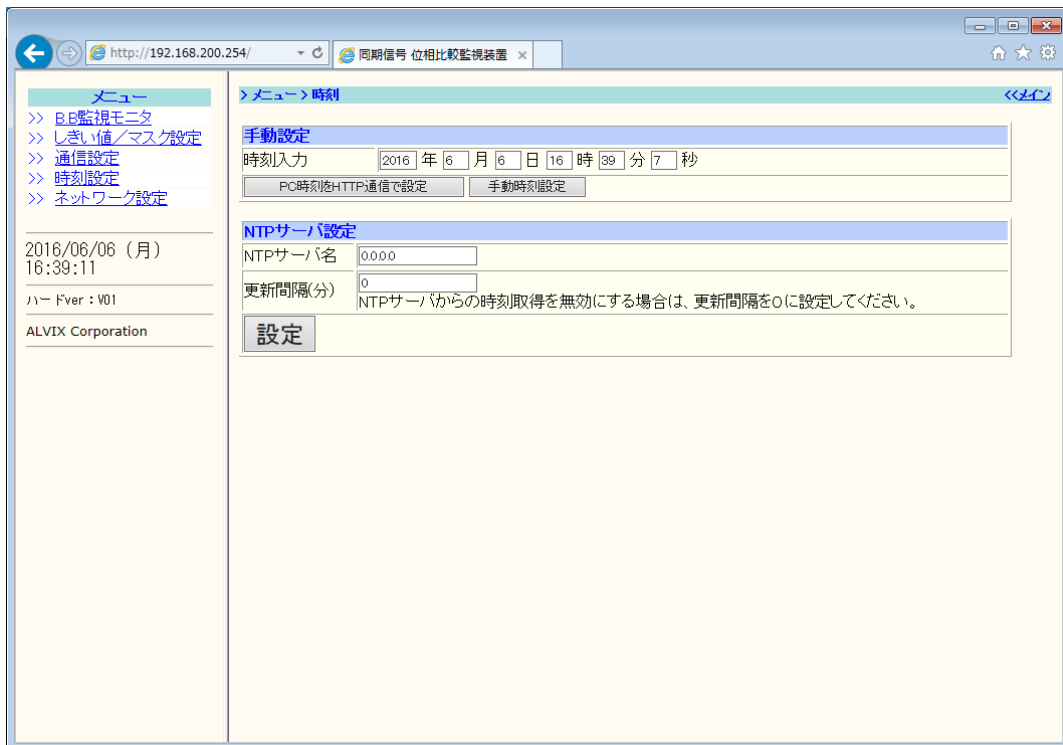 http://192.168.200.254/
同期信号 位相比較監視装置
メニュー
>> B.B監視モニタ
>> しきい値／マスク設定
>> 通信設定
>> 時刻設定
>> ネットワーク設定
2016/06/06 (月)
16:39:11
ハードver：V01
ALVIX Corporation
> メニュー > 時刻
<<メイン
手動設定
時刻入力 2016 年 6 月 6 日 16 時 39 分 7 秒
PC時刻をHTTP通信で設定 手動時刻設定
NTPサーバ設定
NTPサーバ名 0.0.0.0
更新間隔(分) 0
NTPサーバからの時刻取得を無効にする場合は、更新間隔を0に設定してください。
設定